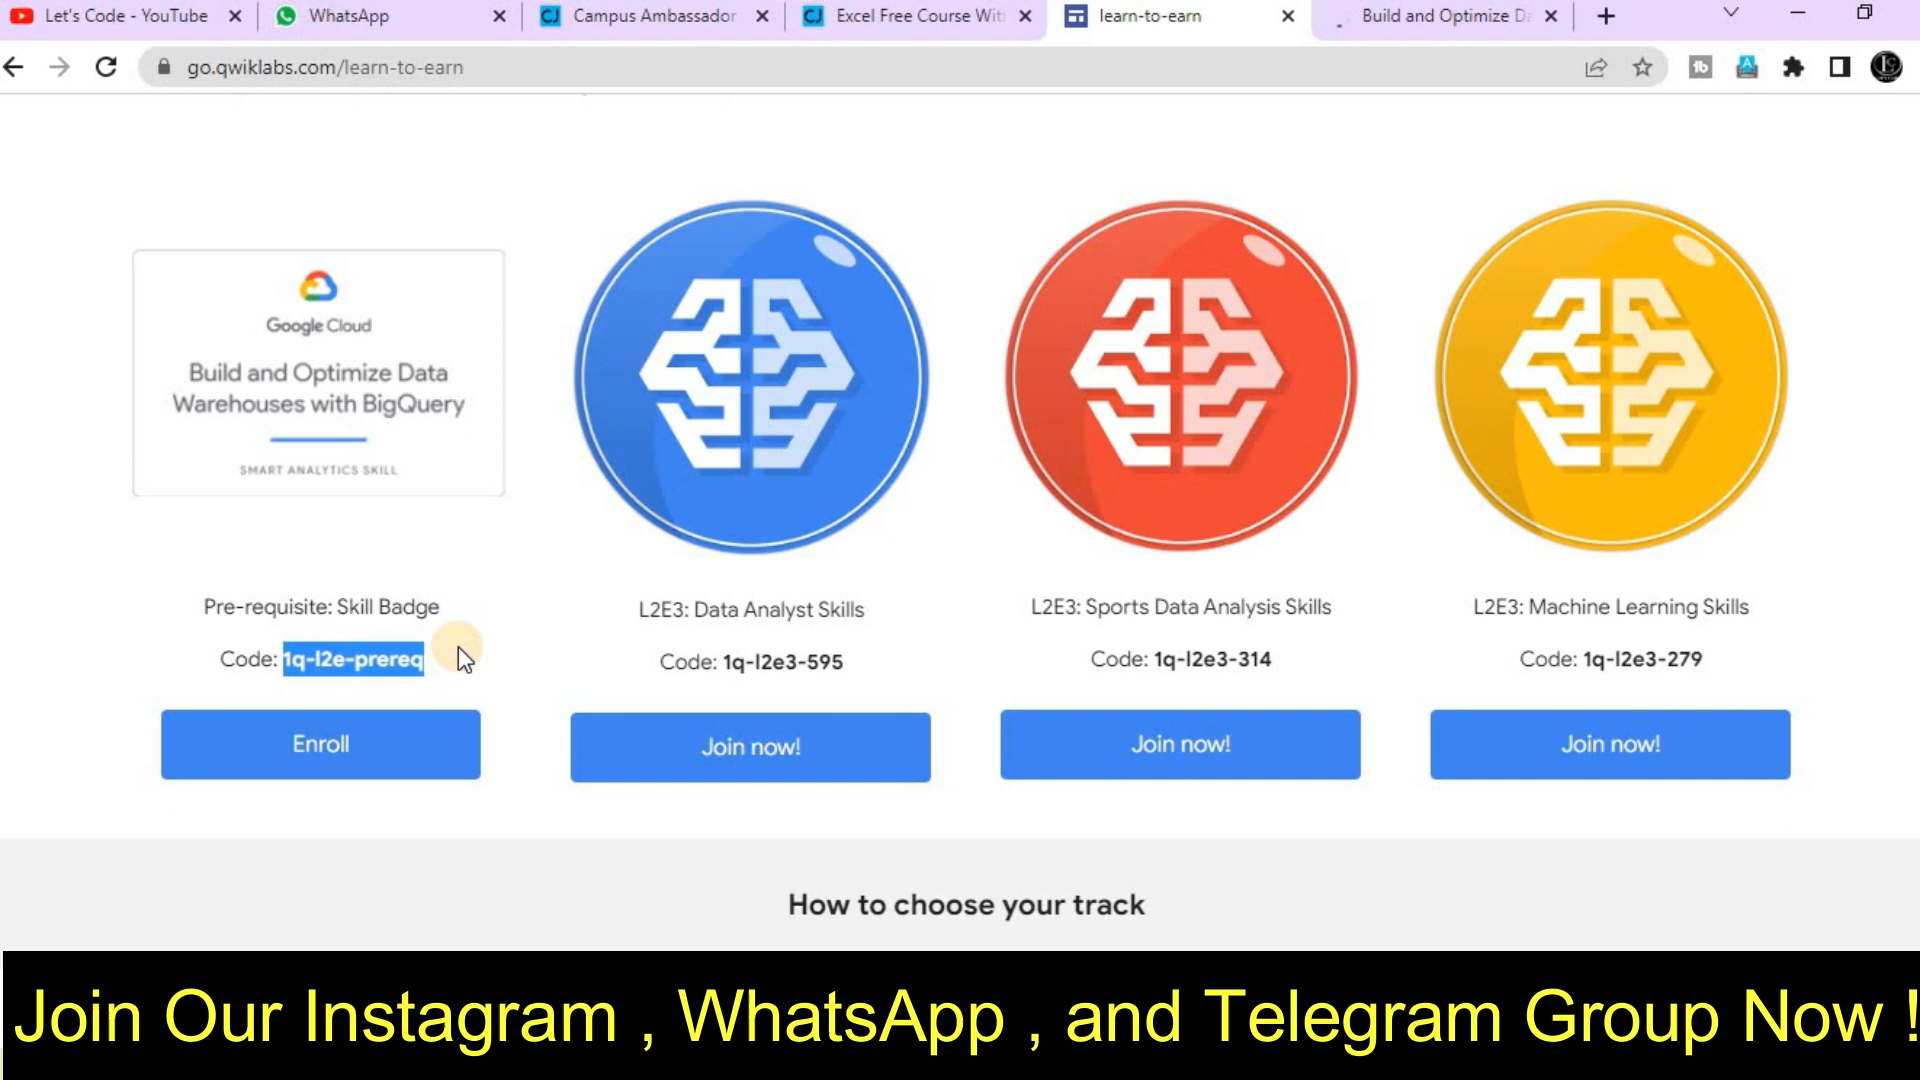 Let's Code - YouTube
WhatsApp
Campus Ambassador
Excel Free Course Wit
learn-to-earn
Build and Optimize Da
go.qwiklabs.com/learn-to-earn
Google Cloud
Build and Optimize Data
Warehouses with BigQuery
SMART ANALYTICS SKILL
Pre-requisite: Skill Badge
Code: 1q-l2e-prereq
Enroll
L2E3: Data Analyst Skills
Code: 1q-l2e3-595
Join now!
L2E3: Sports Data Analysis Skills
Code: 1q-l2e3-314
Join now!
L2E3: Machine Learning Skills
Code: 1q-l2e3-279
Join now!
How to choose your track
Join Our Instagram , WhatsApp , and Telegram Group Now !